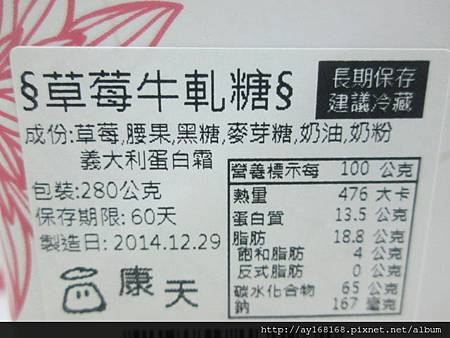 §草莓牛軋糖§
長期保存
建議冷藏
成份:草莓,腰果,黑糖,麥芽糖,奶油,奶粉
義大利蛋白霜
包裝:280公克
保存期限: 60天
製造日: 2014.12.29
康天
營養標示每 100 公克
熱量 476 大卡
蛋白質 13.5 公克
脂肪 18.8 公克
飽和脂肪 4 公克
反式脂肪 0 公克
碳水化合物 65 公克
鈉 167 毫克
http://ay168168.pixnet.net/album